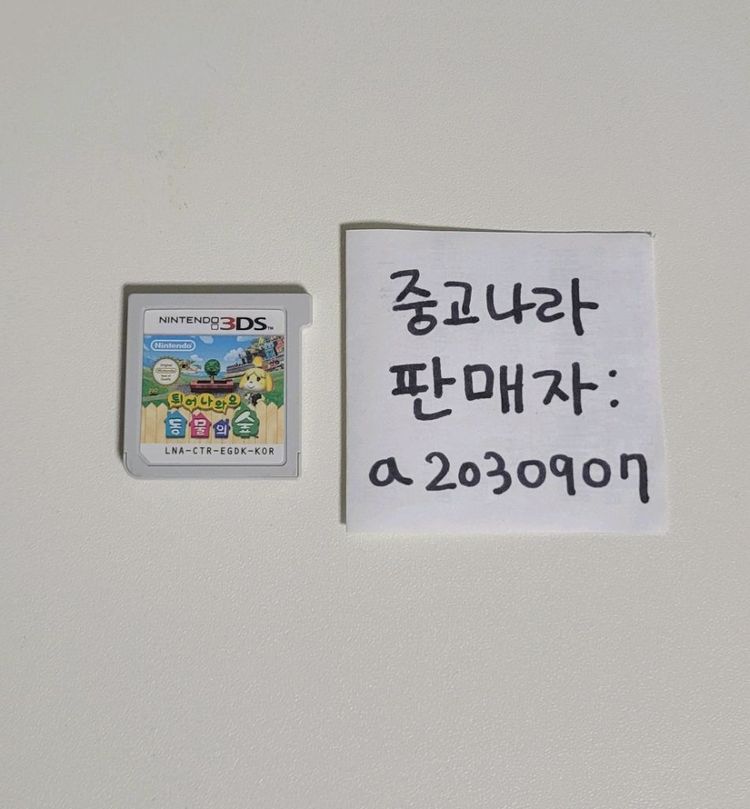 NINTENDO 3DS™
Nintendo
튀어나와요
동물의 숲
LNA-CTR-EGDK-KOR
중고나라
판매자:
a2030907